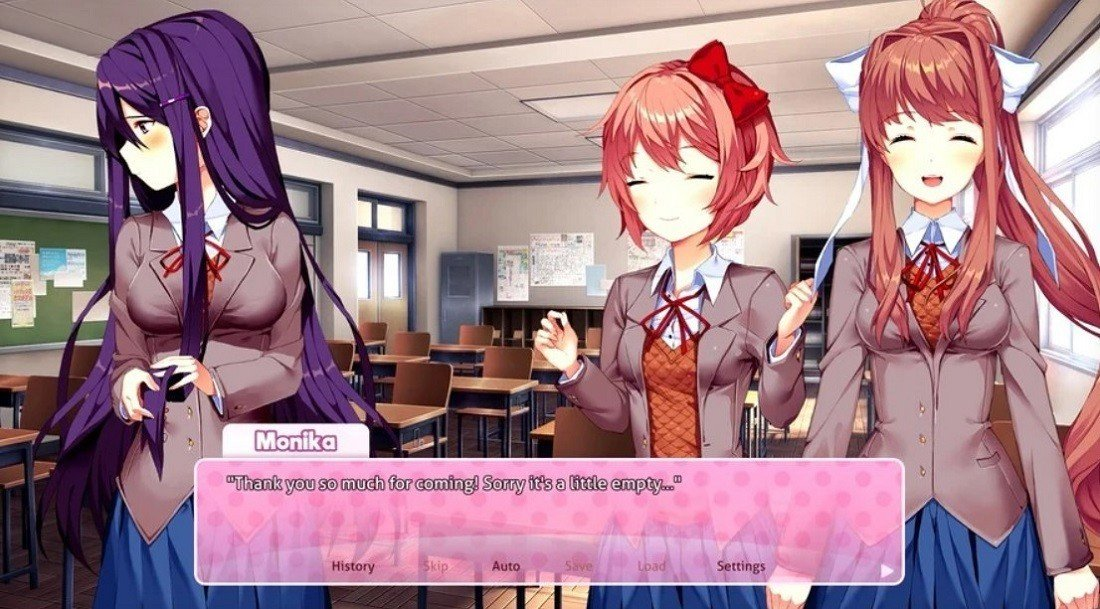 Monika
"Thank you so much for coming! Sorry it's a little empty..."
History Skip Auto Save Load Settings